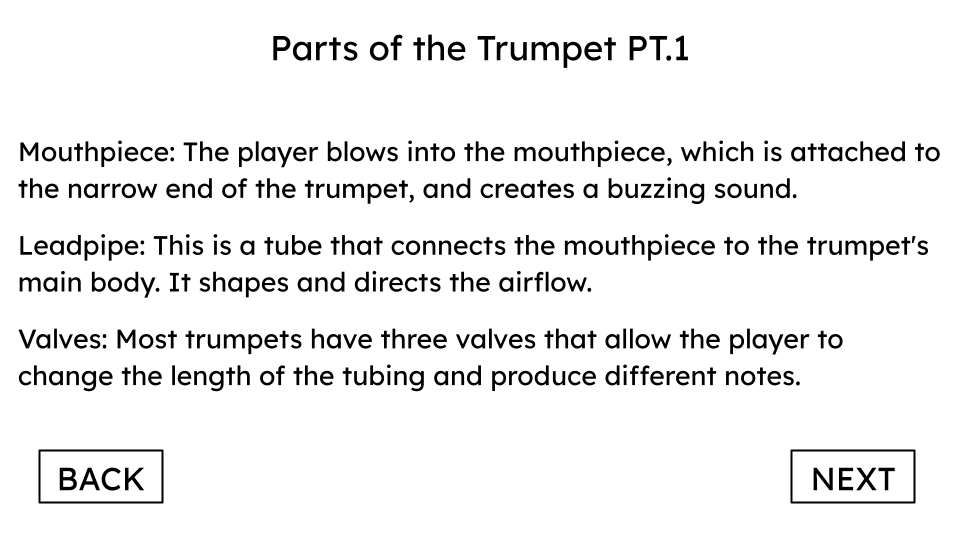 Parts of the Trumpet PT.1
Mouthpiece: The player blows into the mouthpiece, which is attached to
the narrow end of the trumpet, and creates a buzzing sound.
Leadpipe: This is a tube that connects the mouthpiece to the trumpet's
main body. It shapes and directs the airflow.
Valves: Most trumpets have three valves that allow the player to
change the length of the tubing and produce different notes.
BACK
NEXT